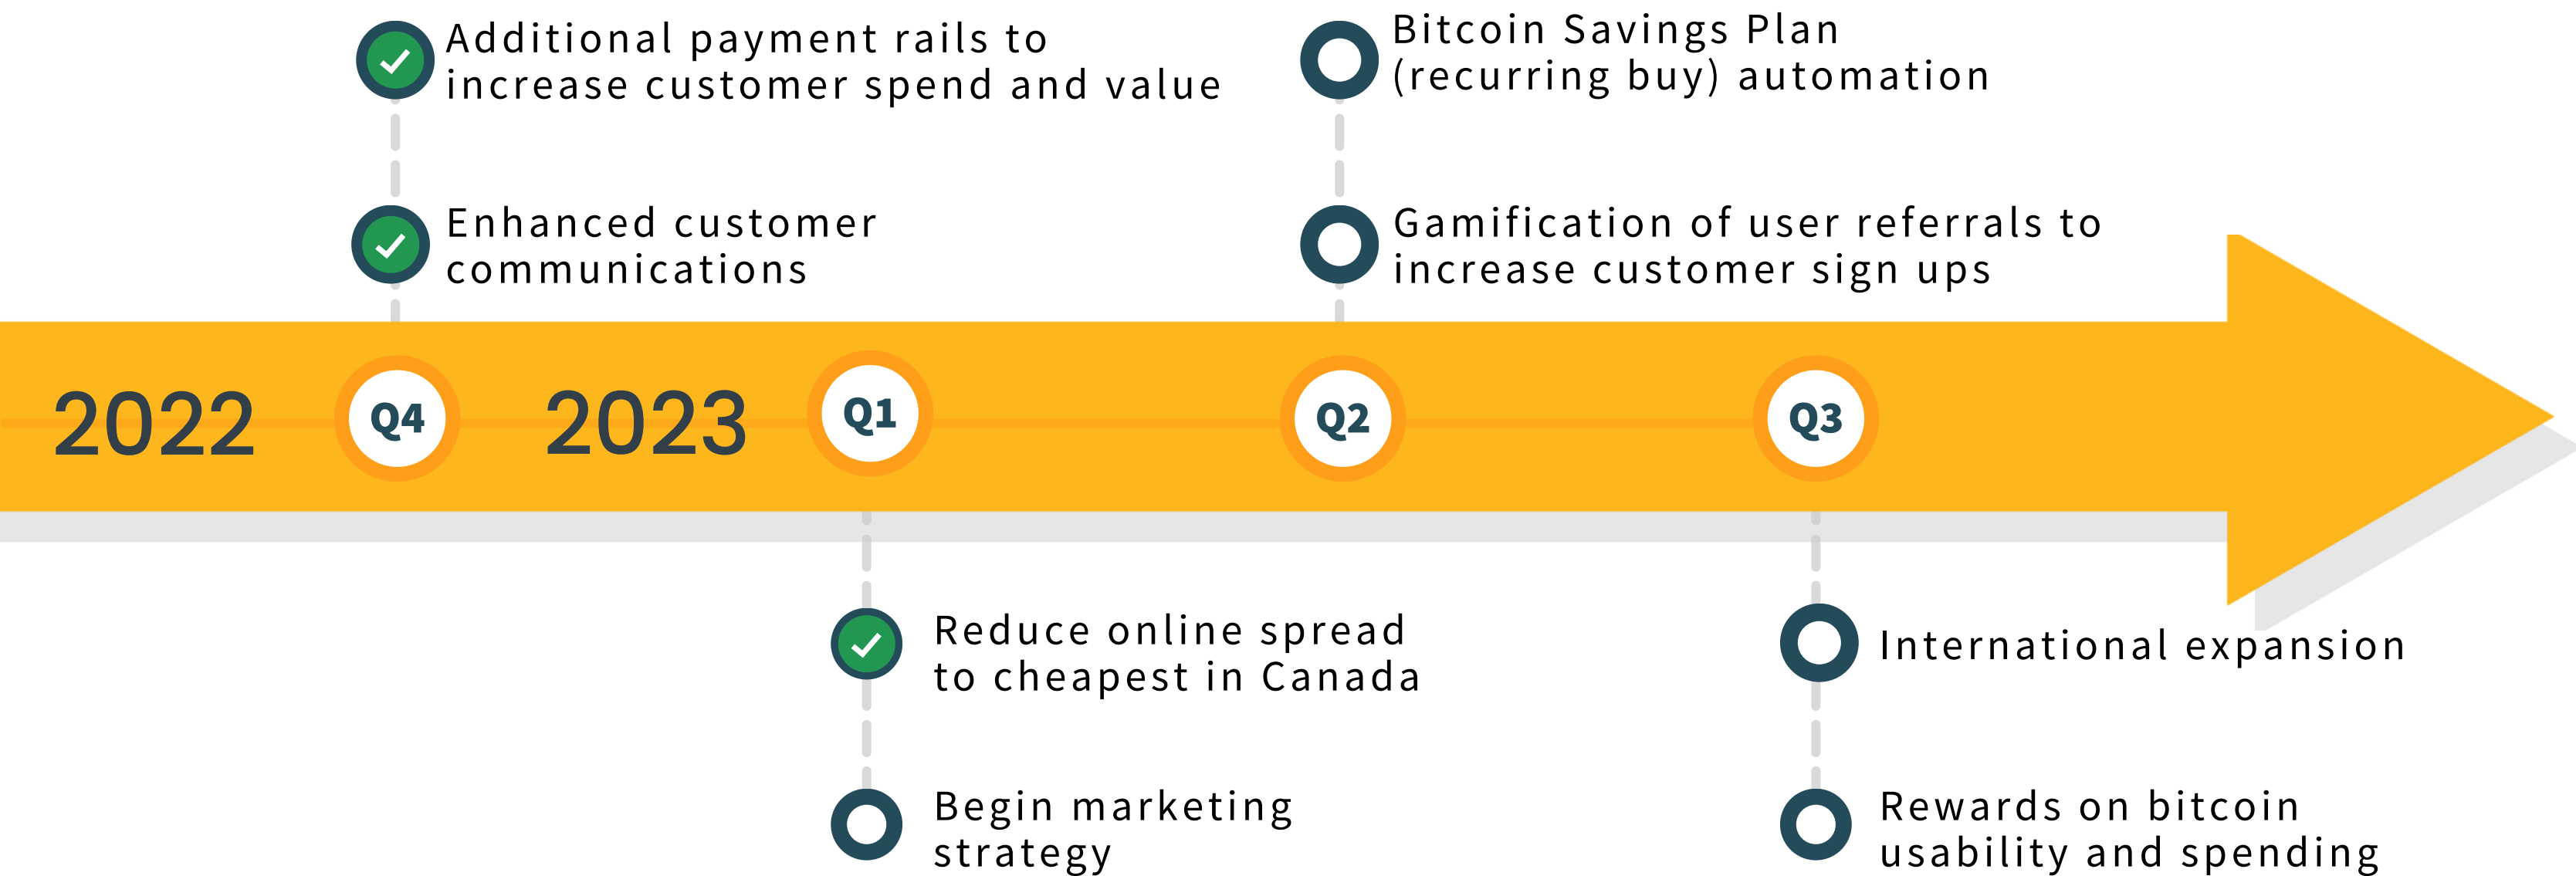 Additional payment rails to
increase customer spend and value
Enhanced customer
communications
Bitcoin Savings Plan
(recurring buy) automation
Gamification of user referrals to
increase customer sign ups
2022
Q4
2023
Q1
Q2
Q3
Reduce online spread
to cheapest in Canada
Begin marketing
strategy
International expansion
Rewards on bitcoin
usability and spending